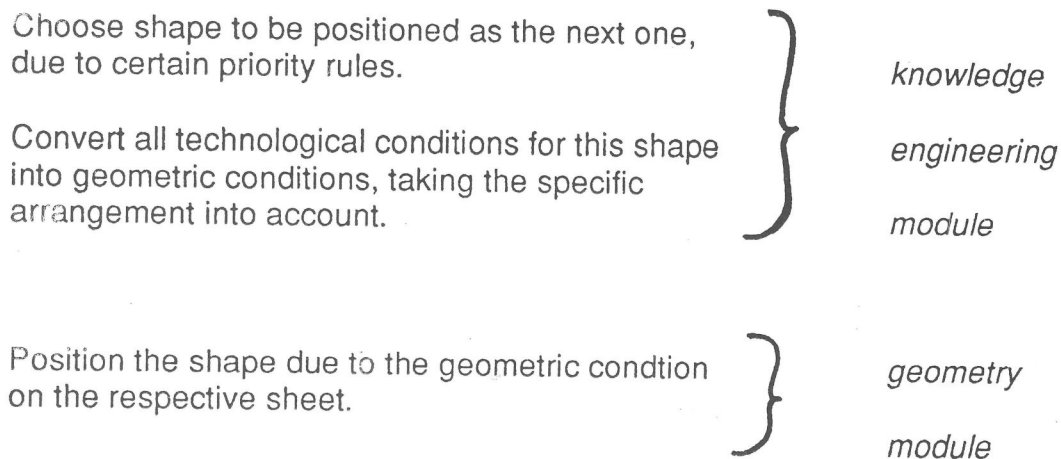 Choose shape to be positioned as the next one,
due to certain priority rules.
knowledge
Convert all technological conditions for this shape
into geometric conditions, taking the specific
arrangement into account.
engineering
module
Position the shape due to the geometric condtion
on the respective sheet.
geometry
module